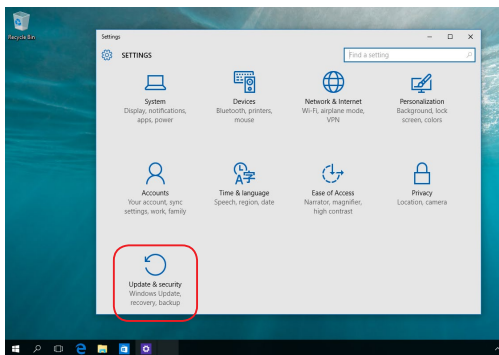 Recycle Bin
Settings
SETTINGS
Find a setting
System
Display, notifications,
apps, power
Devices
Bluetooth, printers,
mouse
Network & Internet
Wi-Fi, airplane mode,
VPN
Personalization
Background, lock
screen, colors
Accounts
Your account, sync
settings, work, family
Time & language
Speech, region, date
Ease of Access
Narrator, magnifier,
high contrast
Privacy
Location, camera
Update & security
Windows Update,
recovery, backup